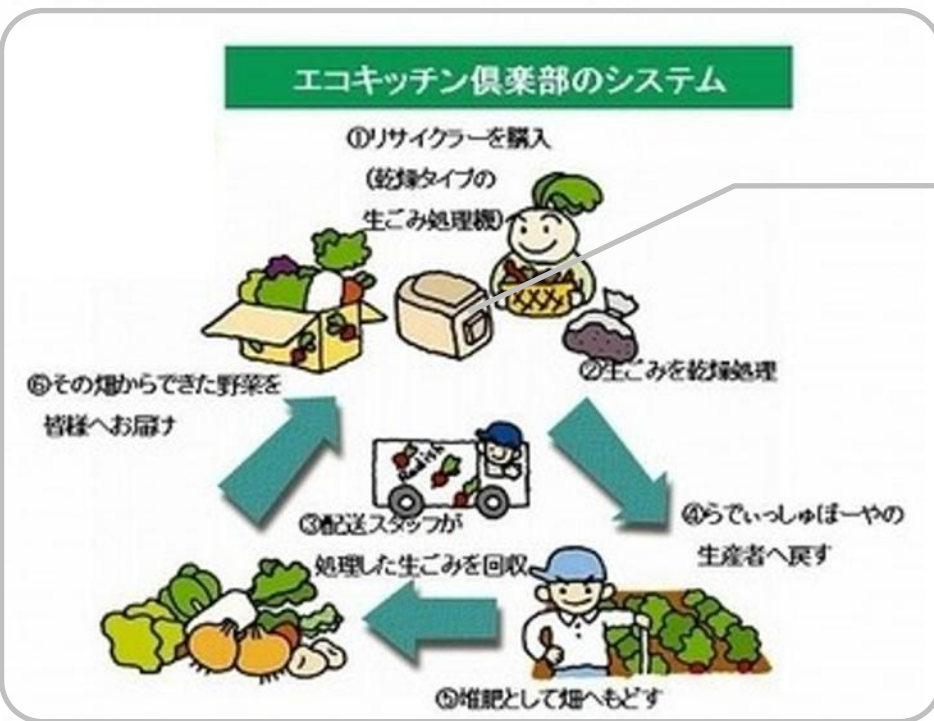 エコキッチン倶楽部のシステム
①リサイクラーを購入
(乾燥タイプの
生ごみ処理機)
②生ごみを乾燥処理
⑥その畑からできた野菜を
皆様へお届け
Radish
③配送スタッフが
処理した生ごみを回収
④らでぃっしゅぼーやの
生産者へ戻す
⑤堆肥として畑へもどす